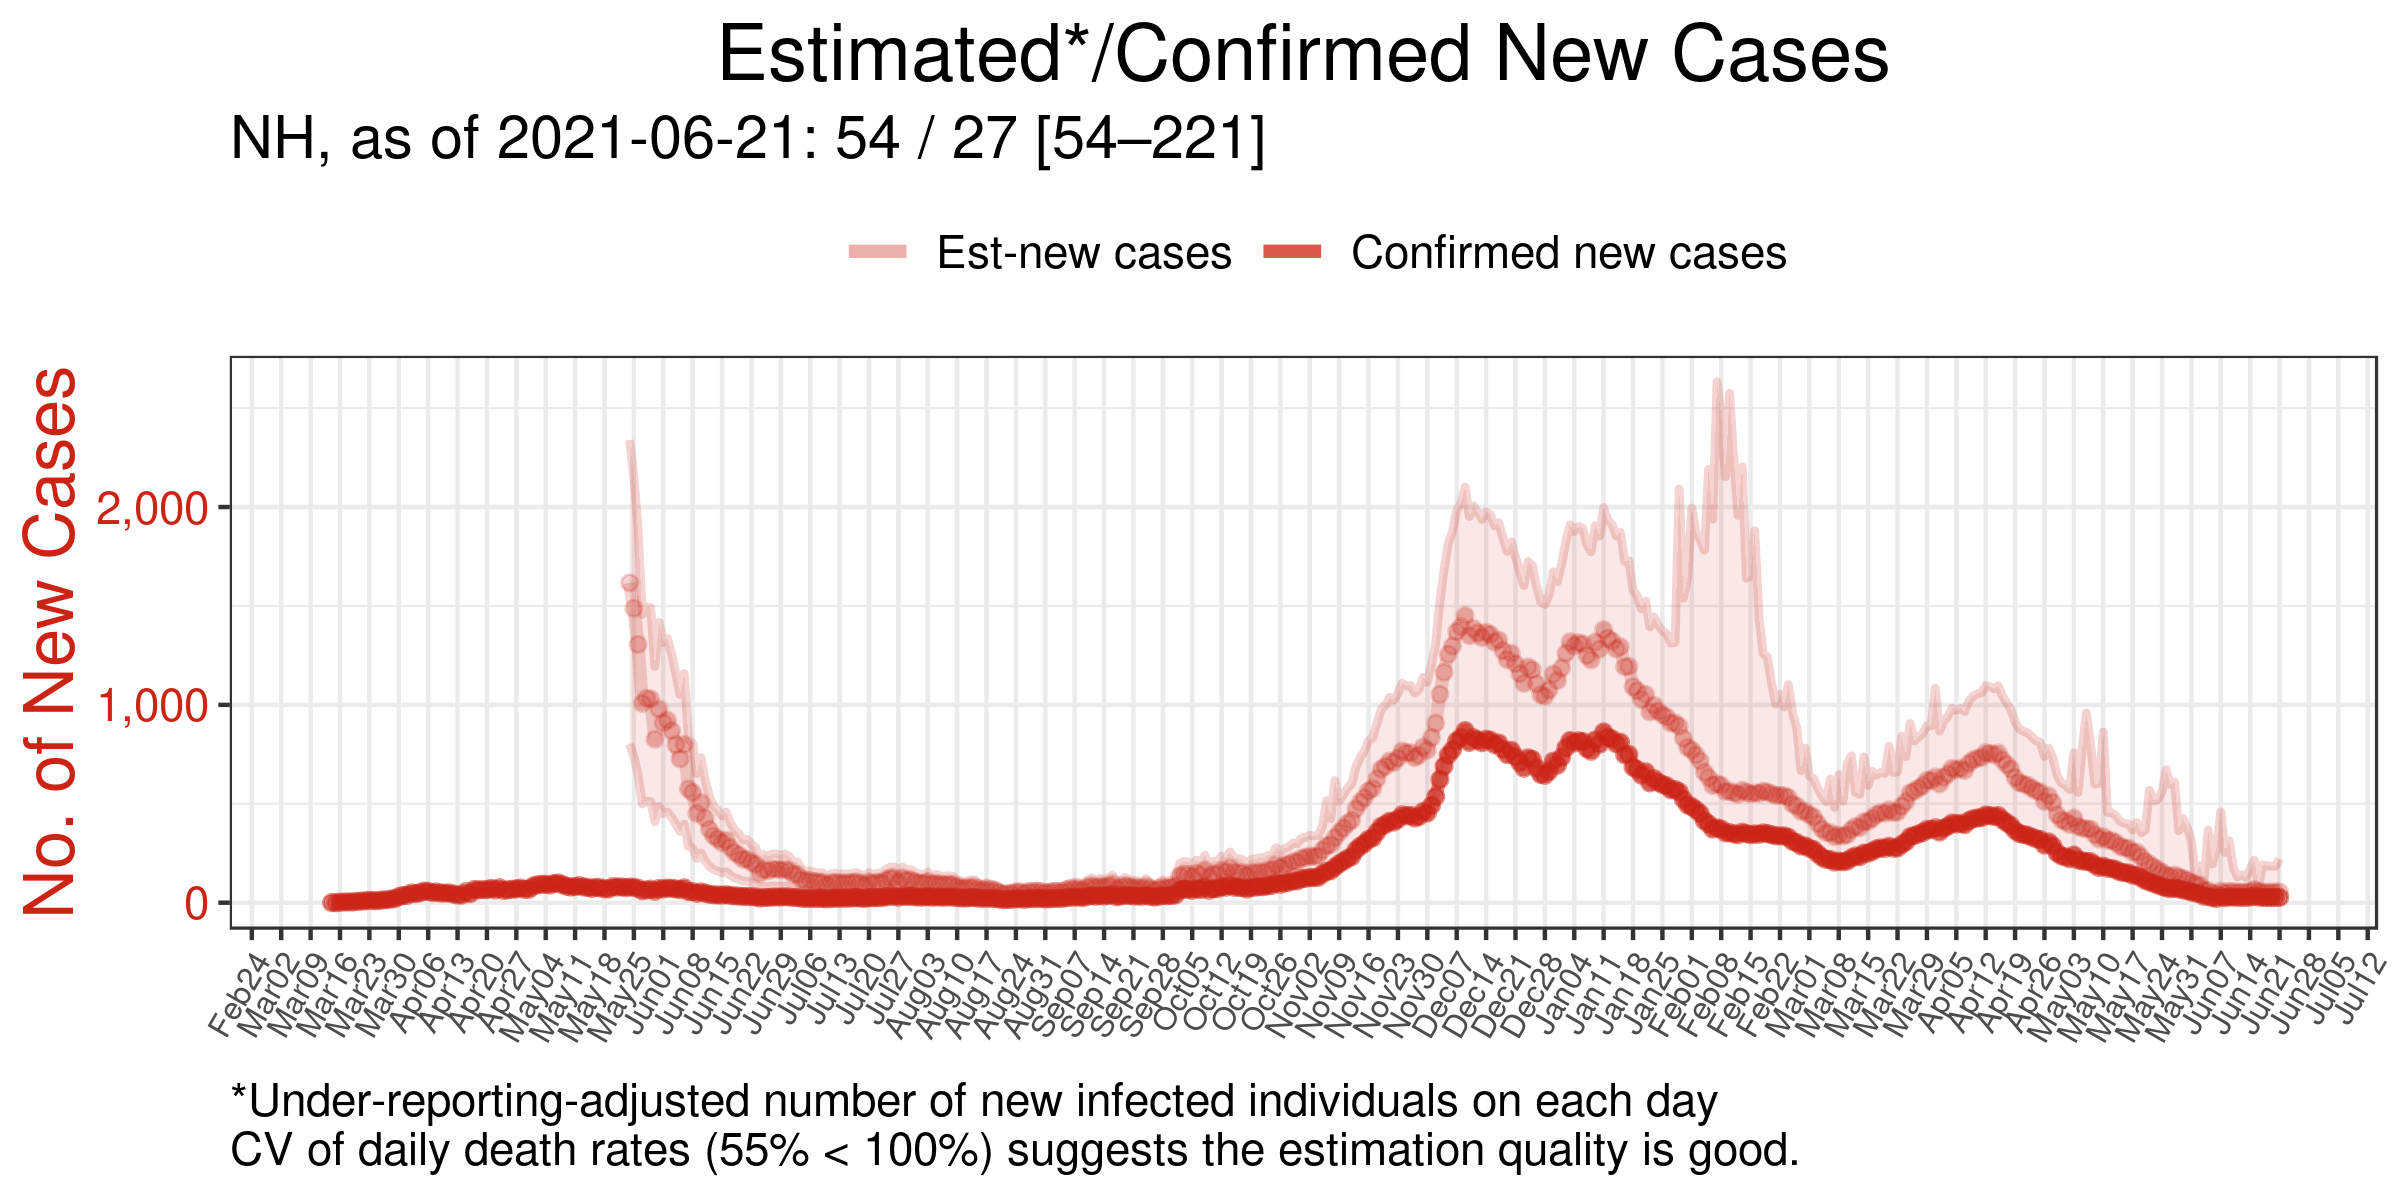 Estimated*/Confirmed New Cases
NH, as of 2021-06-21: 54 / 27 [54–221]
Est-new cases Confirmed new cases
No. of New Cases
2,000
1,000
0
Feb24 Mar02 Mar09 Mar16 Mar23 Mar30 Apr06 Apr13 Apr20 Apr27 May04 May11 May18 May25 Jun01 Jun08 Jun15 Jun22 Jun29 Jul06 Jul13 Jul20 Jul27 Aug03 Aug10 Aug17 Aug24 Aug31 Sep07 Sep14 Sep21 Sep28 Oct05 Oct12 Oct19 Oct26 Nov02 Nov09 Nov16 Nov23 Nov30 Dec07 Dec14 Dec21 Dec28 Jan04 Jan11 Jan18 Jan25 Feb01 Feb08 Feb15 Feb22 Mar01 Mar08 Mar15 Mar22 Mar29 Apr05 Apr12 Apr19 Apr26 May03 May10 May17 May24 May31 Jun07 Jun14 Jun21 Jun28 Jul05 Jul12
*Under-reporting-adjusted number of new infected individuals on each day
CV of daily death rates (55% < 100%) suggests the estimation quality is good.